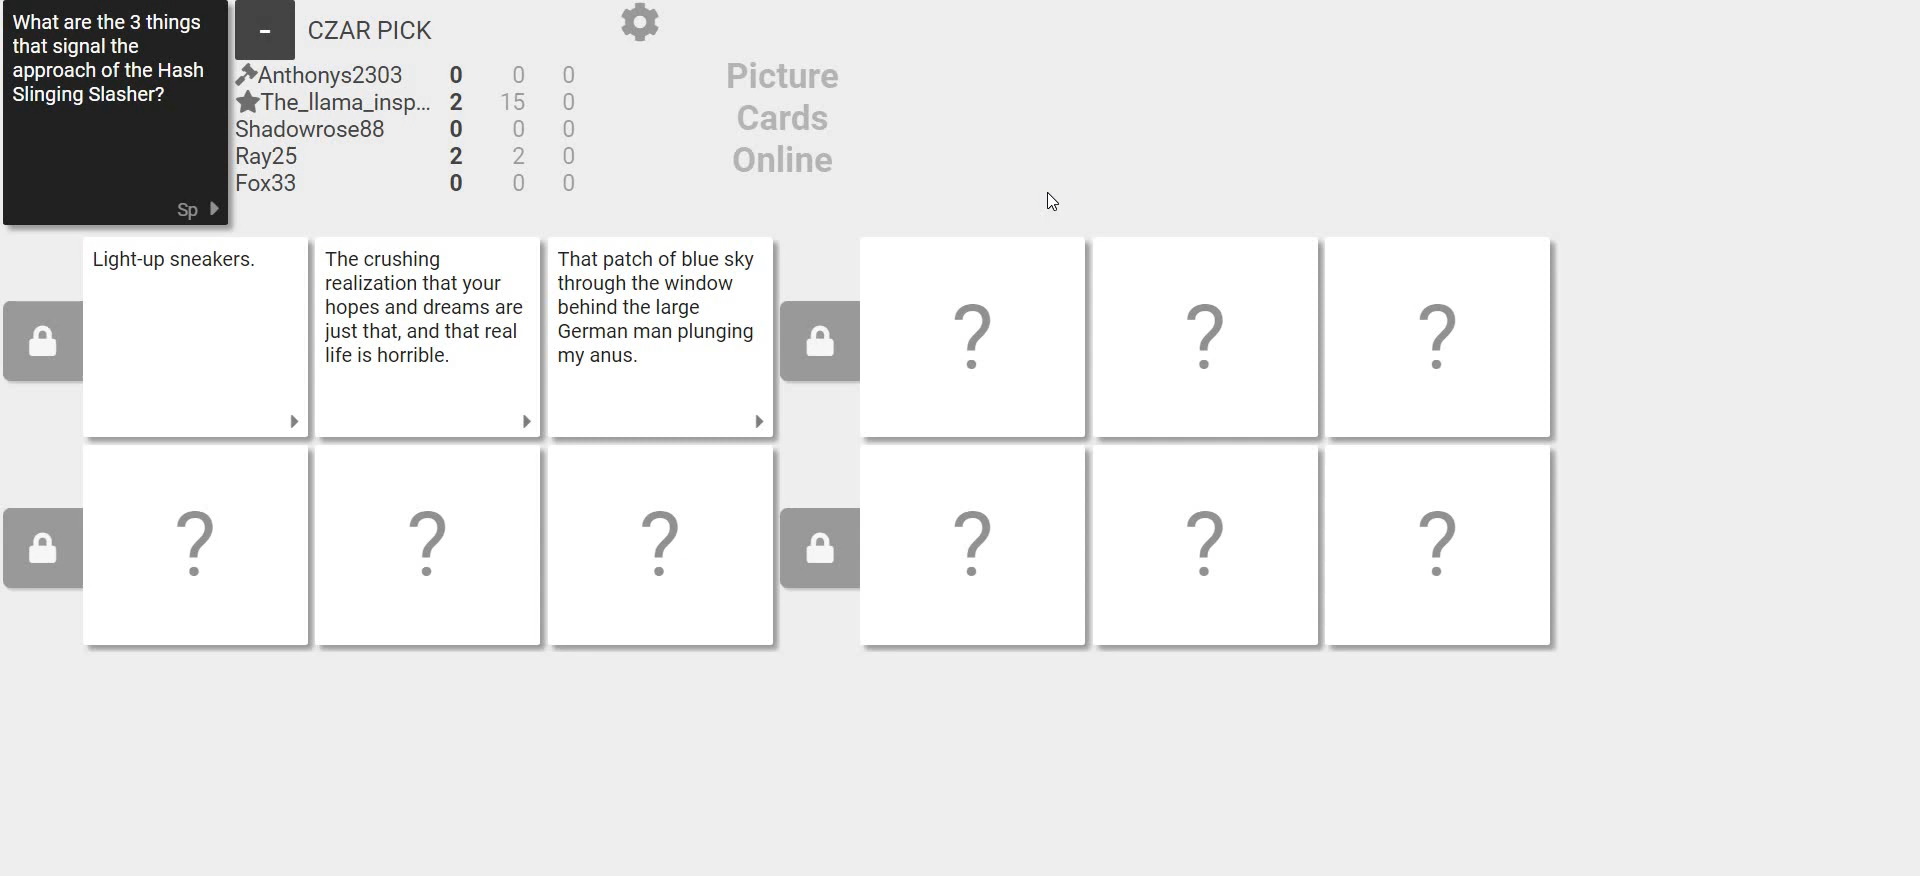 What are the 3 things
that signal the
approach of the Hash
Slinging Slasher?
Sp
-
CZAR PICK
Anthonys2303 0 0 0
The_llama_insp... 2 15 0
Shadowrose88 0 0 0
Ray25 2 2 0
Fox33 0 0 0
Picture
Cards
Online
Light-up sneakers.
The crushing
realization that your
hopes and dreams are
just that, and that real
life is horrible.
That patch of blue sky
through the window
behind the large
German man plunging
my anus.
? ? ?
? ? ? ? ? ?